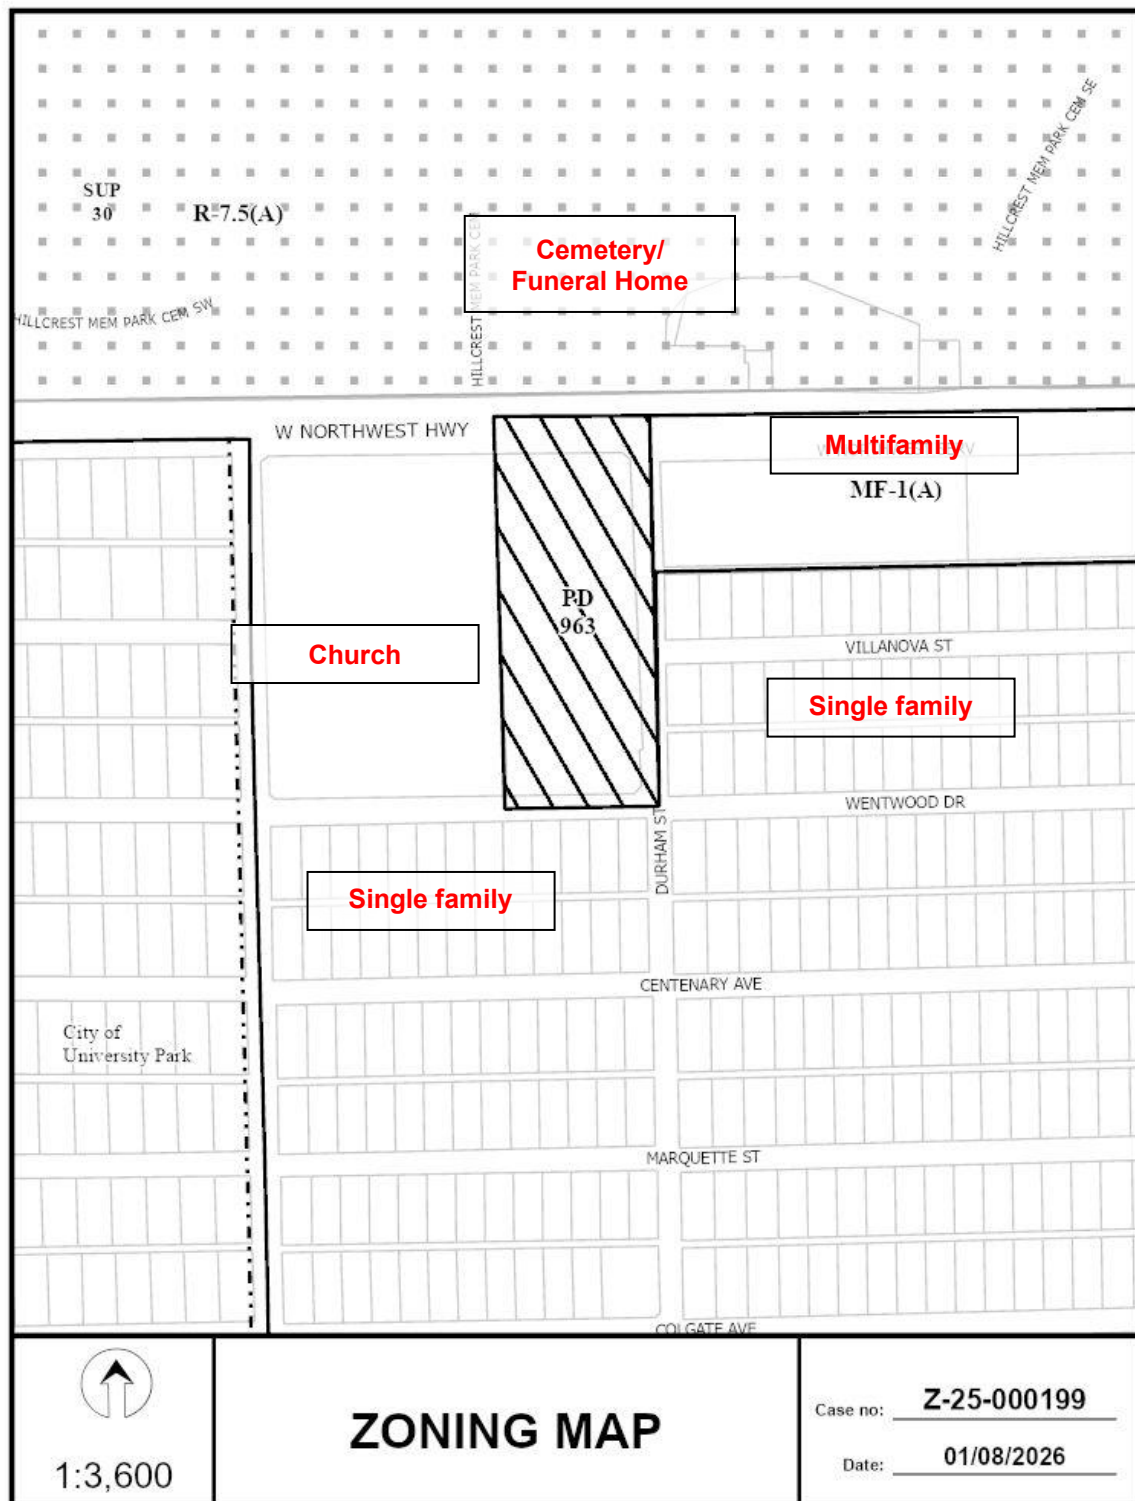 SUP
30
R-7.5(A)
HILLCREST MEM PARK CEM SE
Cemetery/
Funeral Home
HILLCREST MEM PARK CEM
HILLCREST MEM PARK CEM SW
W NORTHWEST HWY
Multifamily
MF-1(A)
PD
963
VILLANOVA ST
Church
Single family
WENTWOOD DR
DURHAM ST
Single family
CENTENARY AVE
City of
University Park
MARQUETTE ST
COLGATE AVE
1:3,600
ZONING MAP
Case no: Z-25-000199
Date: 01/08/2026